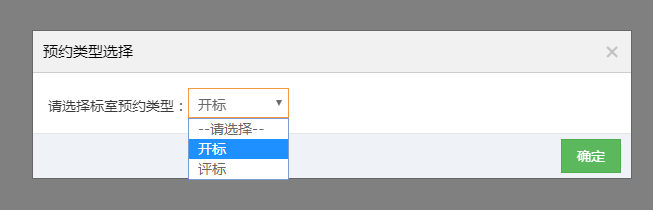 预约类型选择 ×
请选择标室预约类型：开标
--请选择--
开标
评标
确定